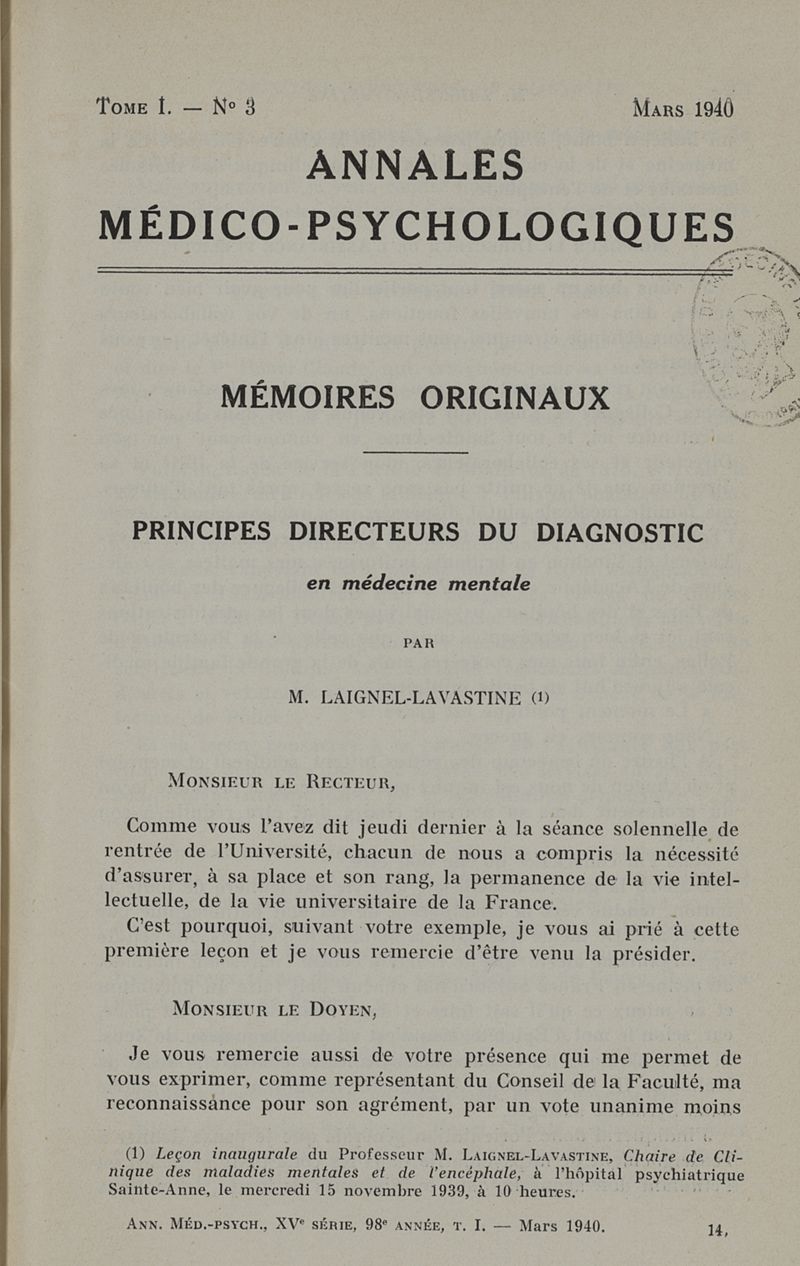 Tome I. — N° 3 Mars 1940
ANNALES
MÉDICO-PSYCHOLOGIQUES
MÉMOIRES ORIGINAUX
PRINCIPES DIRECTEURS DU DIAGNOSTIC
en médecine mentale
PAR
M. LAIGNEL-LAVASTINE (1)
Monsieur le Recteur,
Comme vous l'avez dit jeudi dernier à la séance solennelle de
rentrée de l'Université, chacun de nous a compris la nécessité
d'assurer, à sa place et son rang, la permanence de la vie intel-
lectuelle, de la vie universitaire de la France.
C'est pourquoi, suivant votre exemple, je vous ai prié à cette
première leçon et je vous remercie d'être venu la présider.
Monsieur le Doyen,
Je vous remercie aussi de votre présence qui me permet de
vous exprimer, comme représentant du Conseil de la Faculté, ma
reconnaissance pour son agrément, par un vote unanime moins
(1) Leçon inaugurale du Professeur M. Laignel-Lavastine, Chaire de Cli-
nique des maladies mentales et de l'encéphale, à l'hôpital psychiatrique
Sainte-Anne, le mercredi 15 novembre 1939, à 10 heures.
Ann. Méd.-psych., XVe série, 98e année, t. I. — Mars 1940. 14,